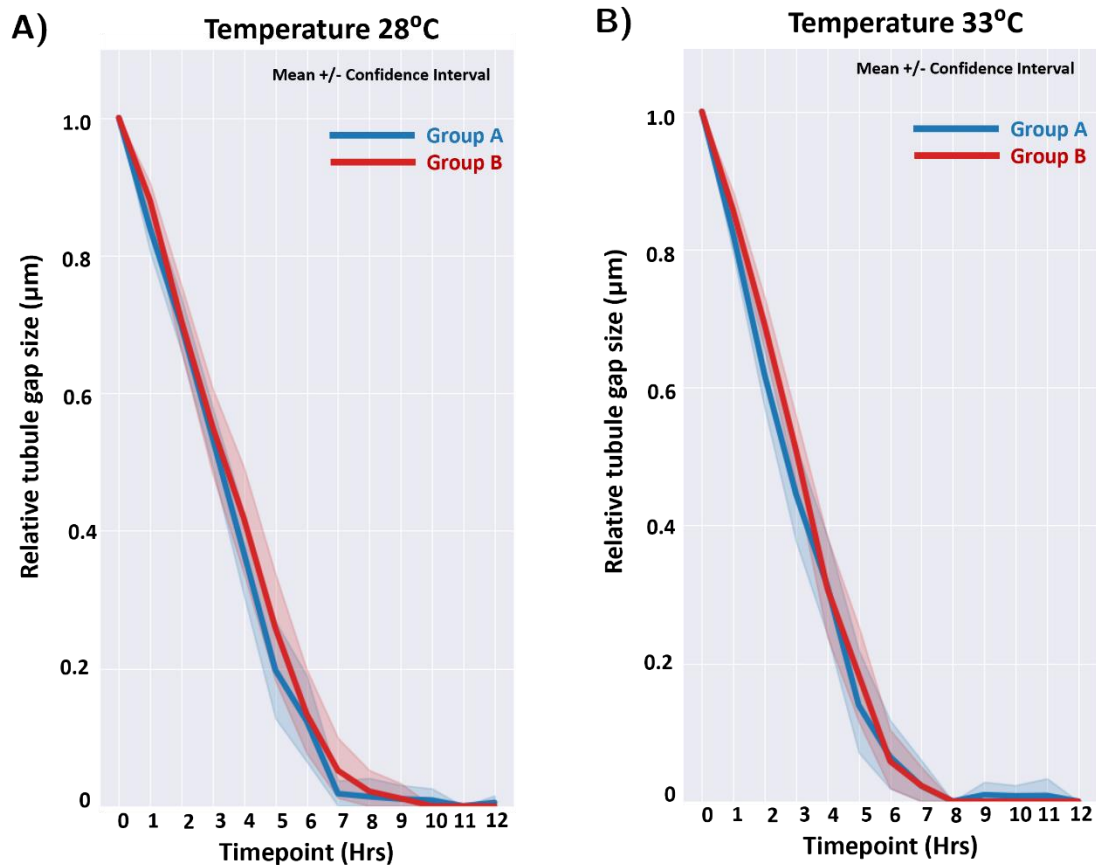 A)
Temperature 28⁰C
Mean +/- Confidence Interval
Group A
Group B
1.0
0.8
0.6
0.4
0.2
0
Relative tubule gap size (µm)
0 1 2 3 4 5 6 7 8 9 10 11 12
Timepoint (Hrs)
B)
Temperature 33⁰C
Mean +/- Confidence Interval
Group A
Group B
1.0
0.8
0.6
0.4
0.2
0
Relative tubule gap size (µm)
0 1 2 3 4 5 6 7 8 9 10 11 12
Timepoint (Hrs)